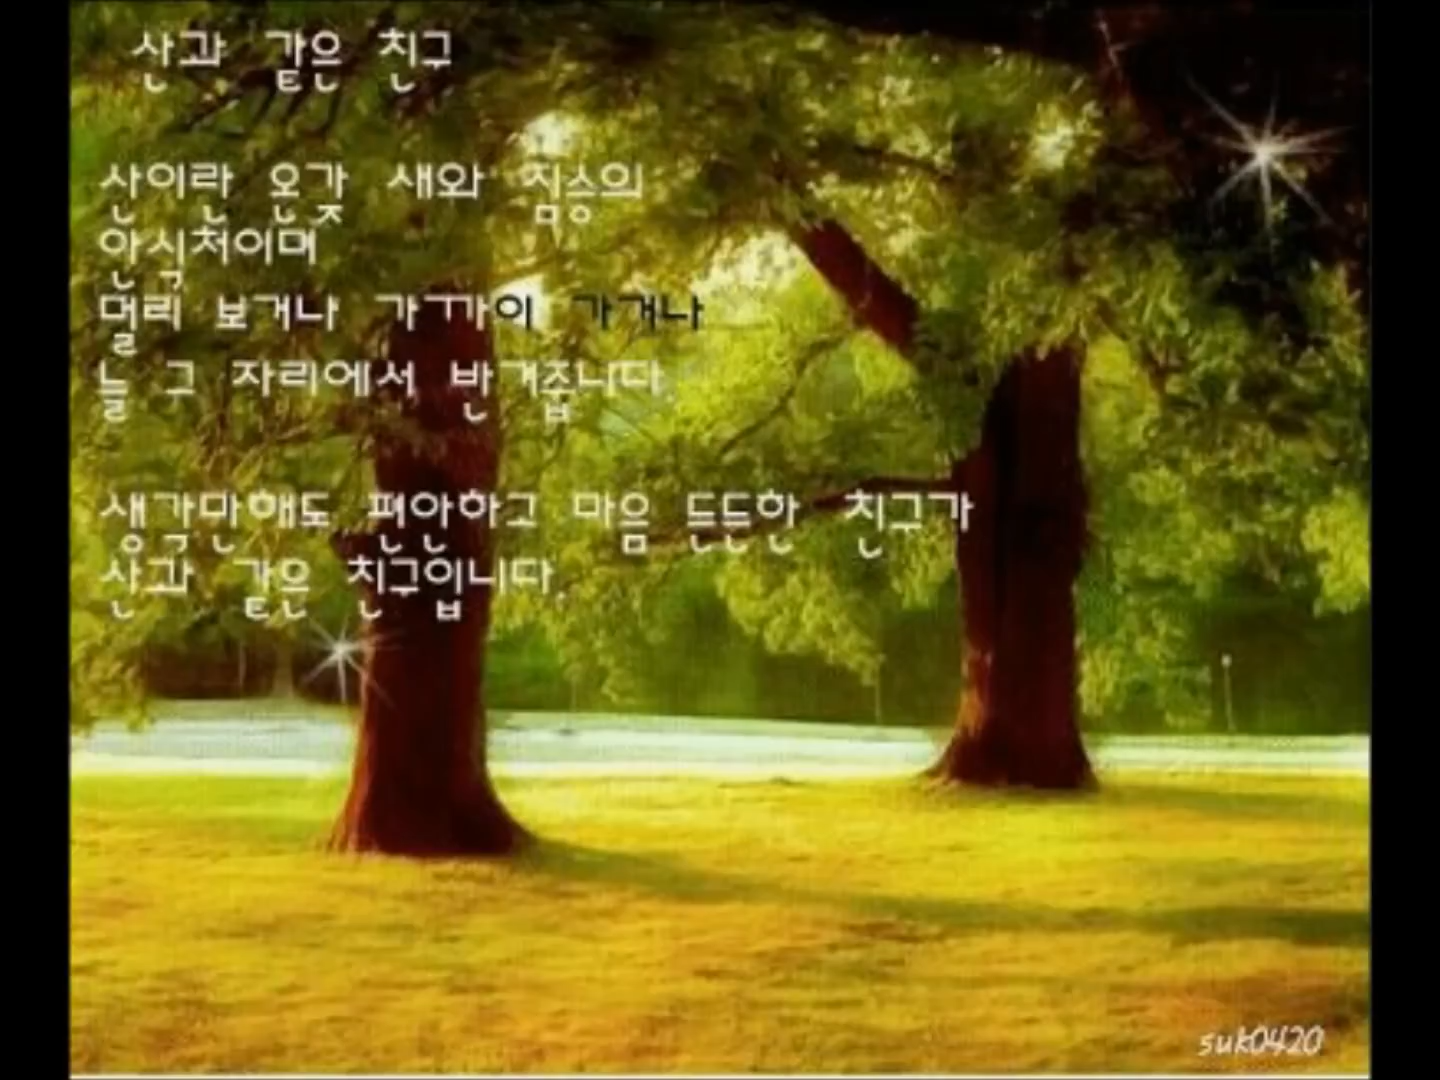 산과 같은 친구
산이란 온갖 새와 짐승의
안식처이며
멀리 보거나 가까이 가거나
늘 그 자리에서 반겨줍니다.
생각만해도 편안하고 마음 든든한 친구가
산과 같은 친구입니다.
suk0420